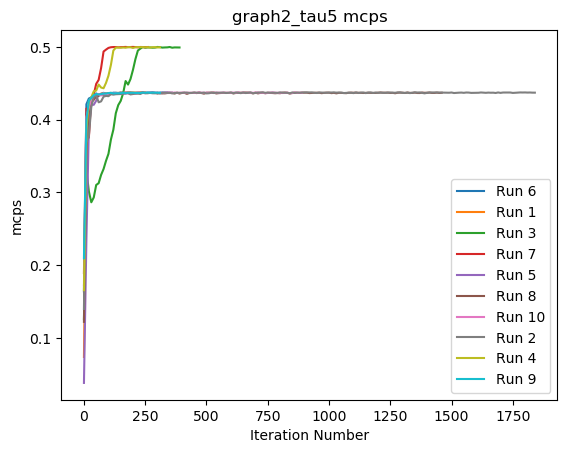 graph2_tau5 mcps
mcps
0.5
0.4
0.3
0.2
0.1
0 250 500 750 1000 1250 1500 1750
Iteration Number
Run 6
Run 1
Run 3
Run 7
Run 5
Run 8
Run 10
Run 2
Run 4
Run 9